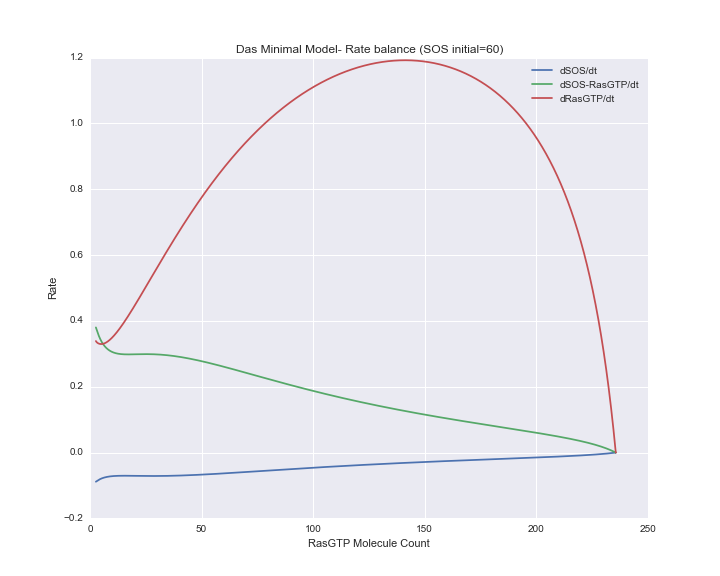 Das Minimal Model- Rate balance (SOS initial=60)
1.2
1.0
0.8
0.6
0.4
0.2
0.0
−0.2
Rate
dSOS/dt
dSOS-RasGTP/dt
dRasGTP/dt
0 50 100 150 200 250
RasGTP Molecule Count